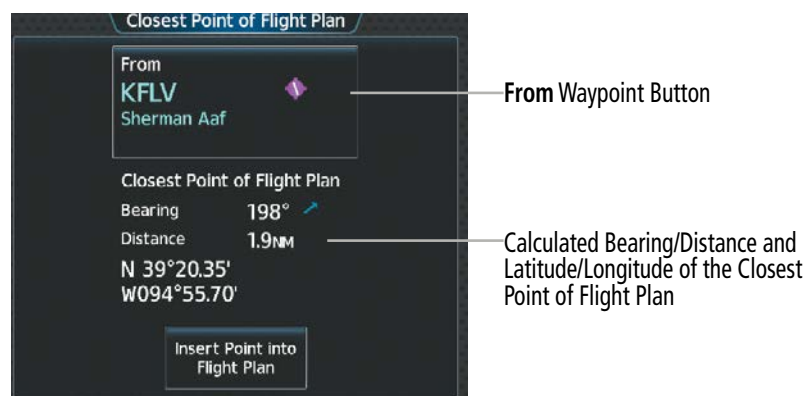 Closest Point of Flight Plan
From
KFLV
Sherman Aaf
From Waypoint Button
Closest Point of Flight Plan
Bearing 198°
Distance 1.9NM
N 39°20.35'
W094°55.70'
Calculated Bearing/Distance and
Latitude/Longitude of the Closest
Point of Flight Plan
Insert Point into
Flight Plan